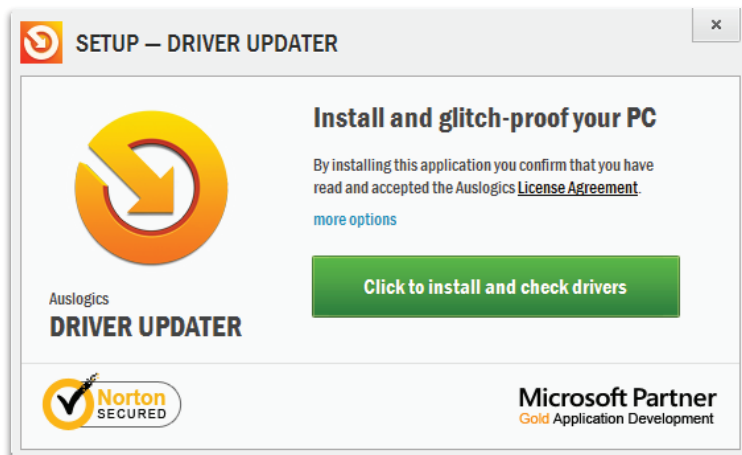 SETUP — DRIVER UPDATER
×
Install and glitch-proof your PC
By installing this application you confirm that you have
read and accepted the Auslogics License Agreement.
more options
Click to install and check drivers
Auslogics
DRIVER UPDATER
Norton
SECURED
Microsoft Partner
Gold Application Development